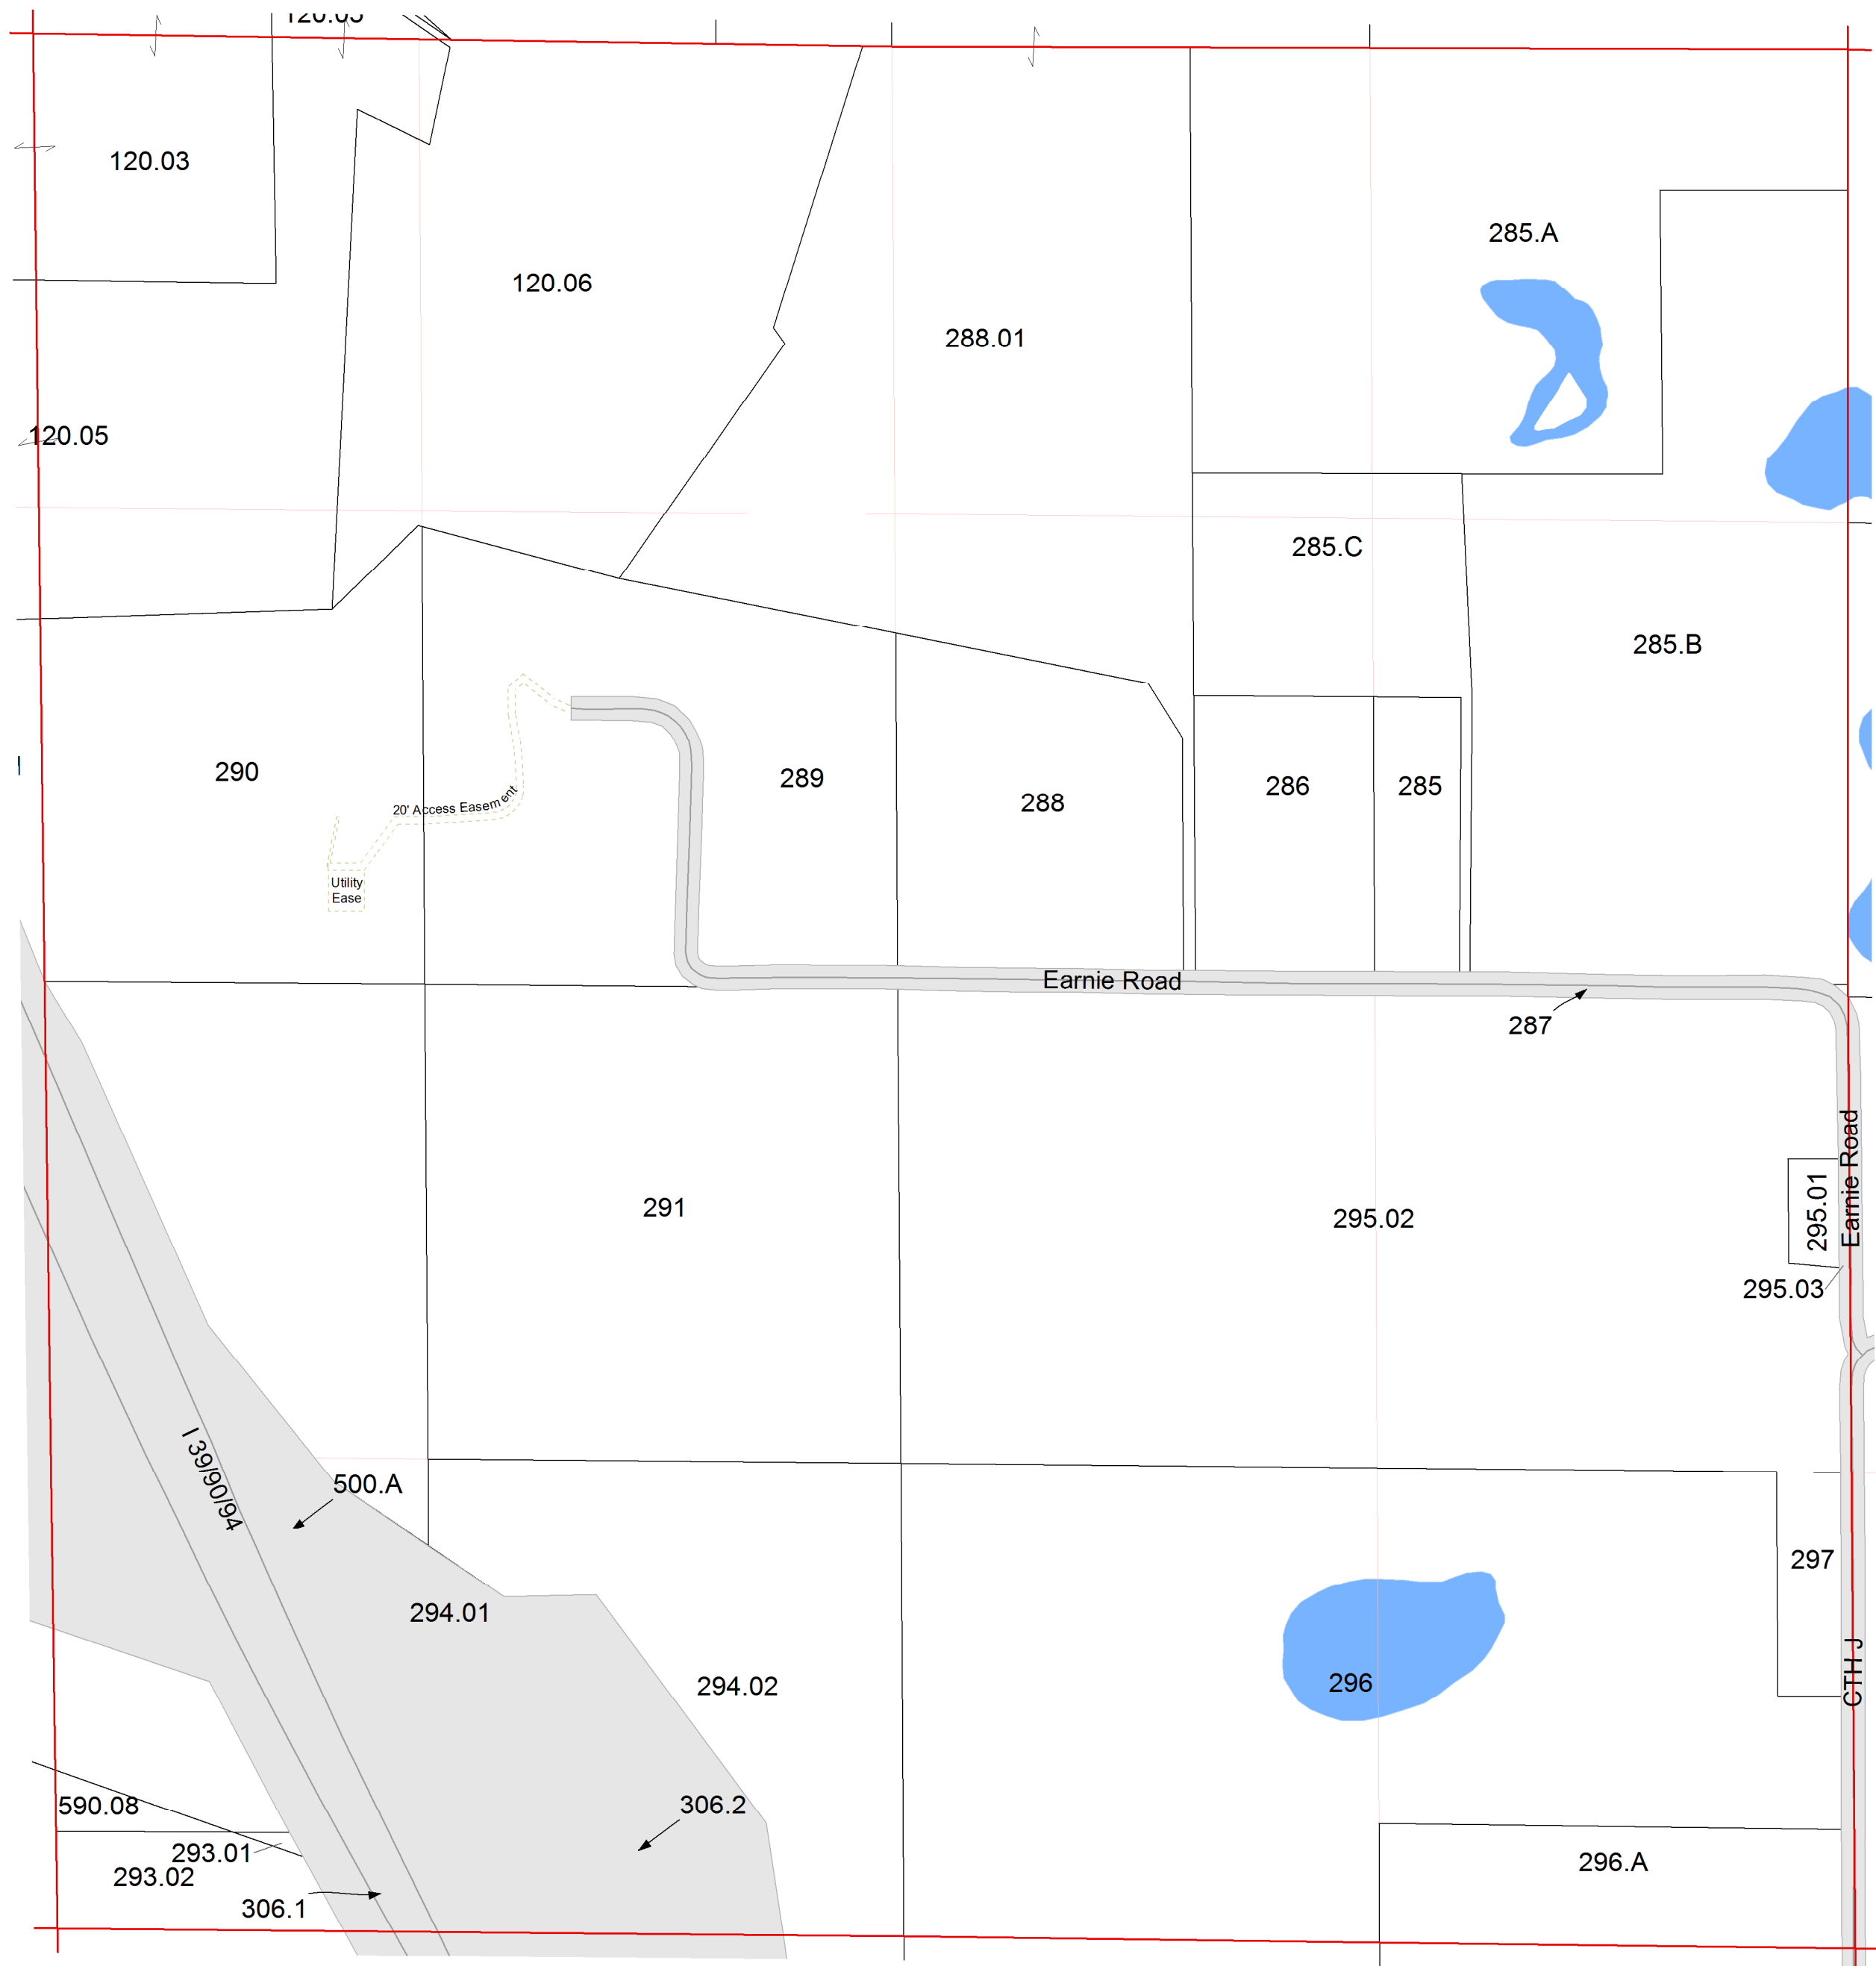 120.05
120.03
285.A
120.06
288.01
120.05
285.C
285.B
290
289
286
285
288
20' Access Easement
Utility
Ease
Earnie Road
287
Earnie Road
295.01
291
295.02
295.03
I 39/90/94
500.A
297
294.01
CTH J
296
294.02
590.08
306.2
293.01
296.A
293.02
306.1